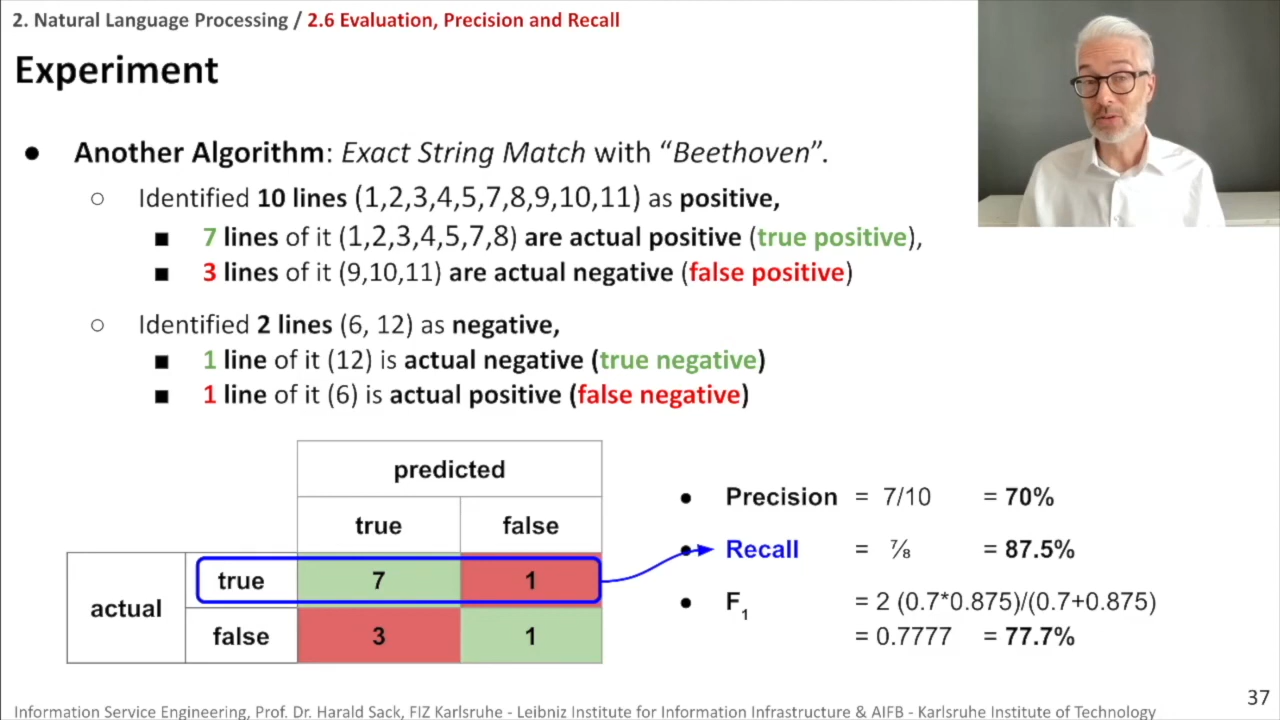 2. Natural Language Processing / 2.6 Evaluation, Precision and Recall
Experiment
● Another Algorithm: Exact String Match with “Beethoven”.
○ Identified 10 lines (1,2,3,4,5,7,8,9,10,11) as positive,
■ 7 lines of it (1,2,3,4,5,7,8) are actual positive (true positive),
■ 3 lines of it (9,10,11) are actual negative (false positive)
○ Identified 2 lines (6, 12) as negative,
■ 1 line of it (12) is actual negative (true negative)
■ 1 line of it (6) is actual positive (false negative)
predicted
true false
actual
true 7 1
false 3 1
● Precision = 7/10 = 70%
● Recall = ⅞ = 87.5%
● F1 = 2 (0.7*0.875)/(0.7+0.875)
= 0.7777 = 77.7%
37
Information Service Engineering, Prof. Dr. Harald Sack, FIZ Karlsruhe - Leibniz Institute for Information Infrastructure & AIFB - Karlsruhe Institute of Technology